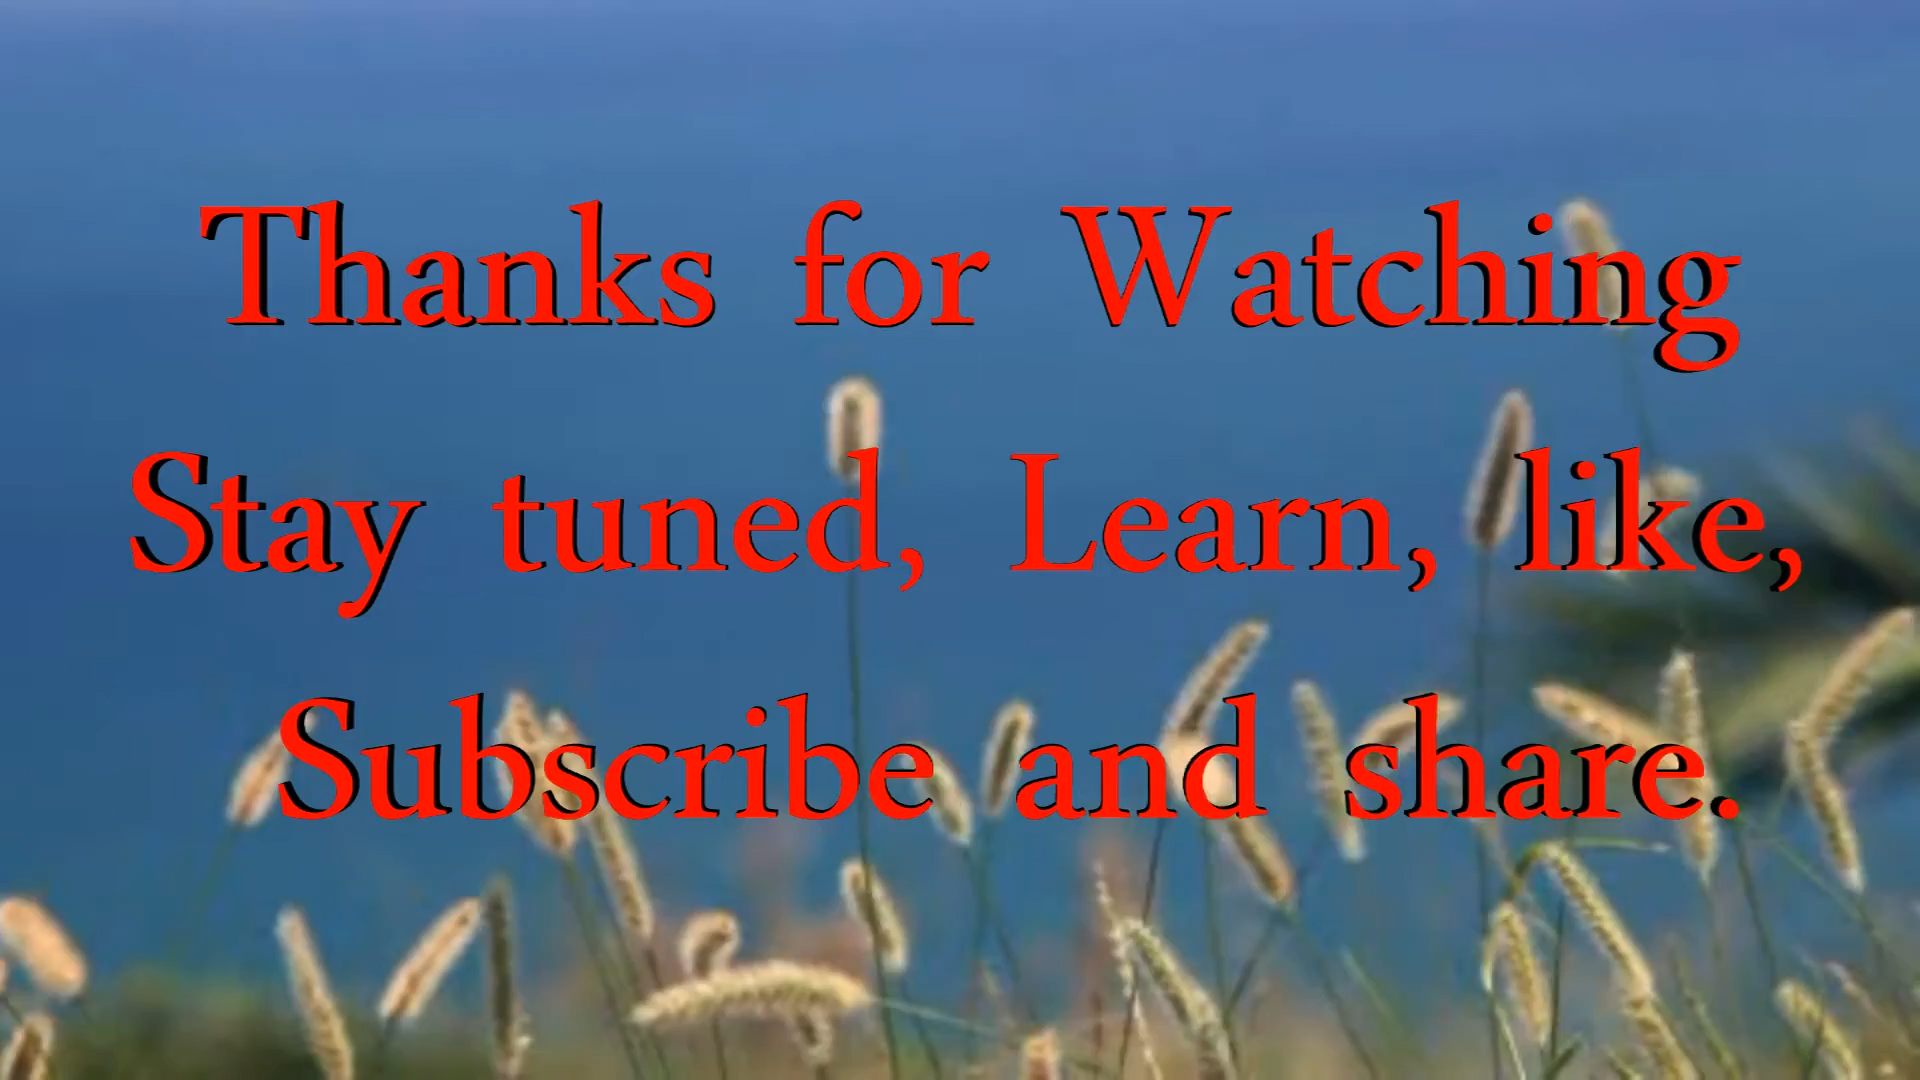 Thanks for Watching
Stay tuned, Learn, like,
Subscribe and share.